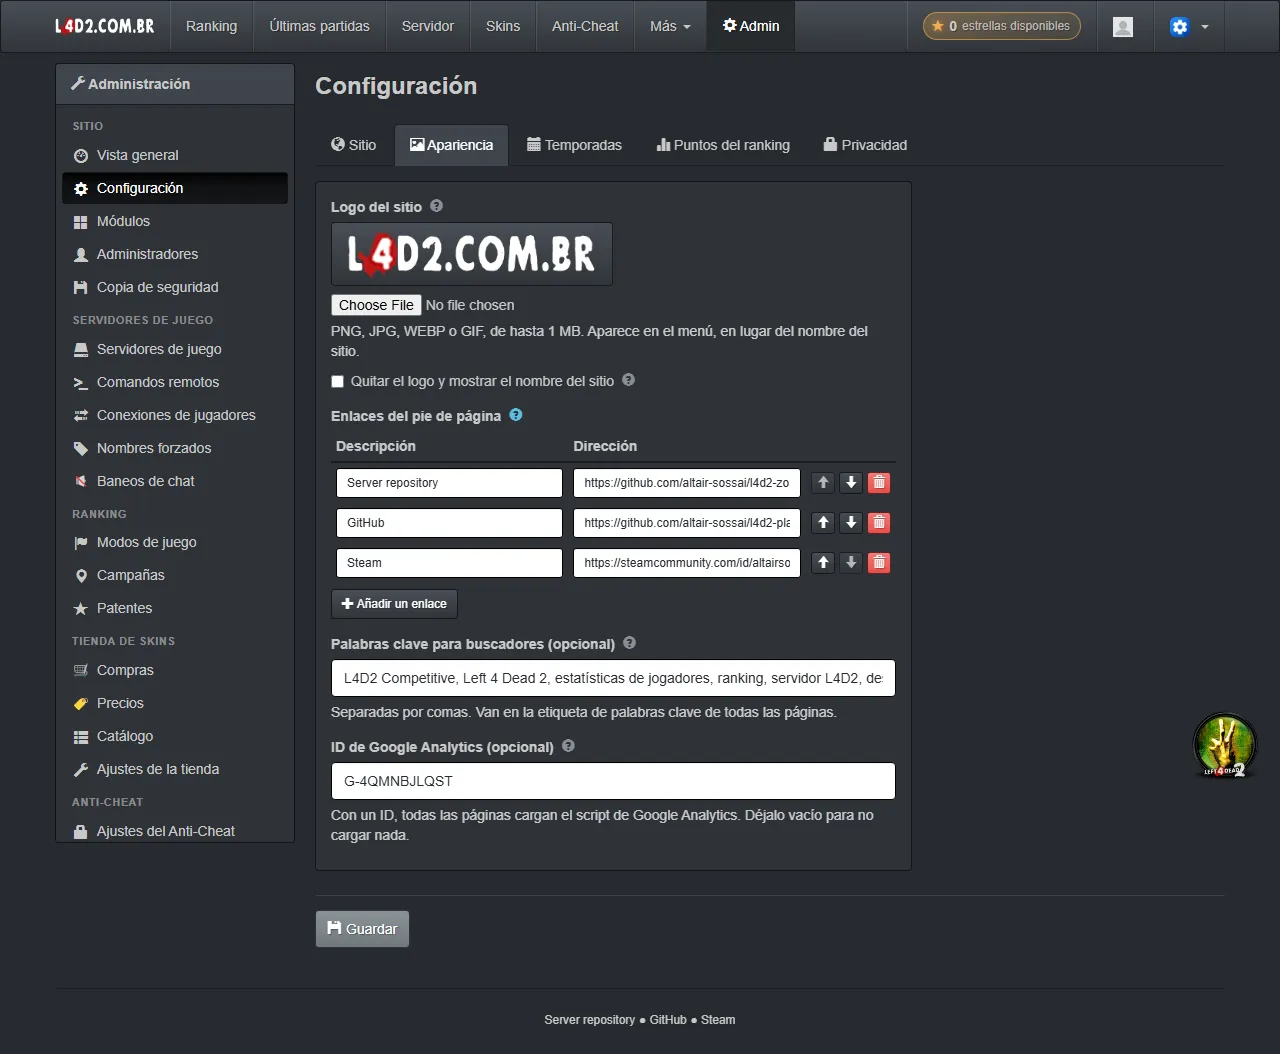 L4D2.COM.BR
Ranking
Últimas partidas
Servidor
Skins
Anti-Cheat
Más
Admin
0 estrellas disponibles
Administración
SITIO
Vista general
Configuración
Módulos
Administradores
Copia de seguridad
SERVIDORES DE JUEGO
Servidores de juego
Comandos remotos
Conexiones de jugadores
Nombres forzados
Baneos de chat
RANKING
Modos de juego
Campañas
Patentes
TIENDA DE SKINS
Compras
Precios
Catálogo
Ajustes de la tienda
ANTI-CHEAT
Ajustes del Anti-Cheat
Configuración
Sitio
Apariencia
Temporadas
Puntos del ranking
Privacidad
Logo del sitio
L4D2.COM.BR
Choose File No file chosen
PNG, JPG, WEBP o GIF, de hasta 1 MB. Aparece en el menú, en lugar del nombre del
sitio.
Quitar el logo y mostrar el nombre del sitio
Enlaces del pie de página
Descripción Dirección
Server repository https://github.com/altair-sossai/l4d2-zo
GitHub https://github.com/altair-sossai/l4d2-pla
Steam https://steamcommunity.com/id/altairso
Añadir un enlace
Palabras clave para buscadores (opcional)
L4D2 Competitive, Left 4 Dead 2, estatísticas de jogadores, ranking, servidor L4D2, de
Separadas por comas. Van en la etiqueta de palabras clave de todas las páginas.
ID de Google Analytics (opcional)
G-4QMNBJLQST
Con un ID, todas las páginas cargan el script de Google Analytics. Déjalo vacío para no
cargar nada.
Guardar
LEFT 4 DEAD 2
Server repository ● GitHub ● Steam